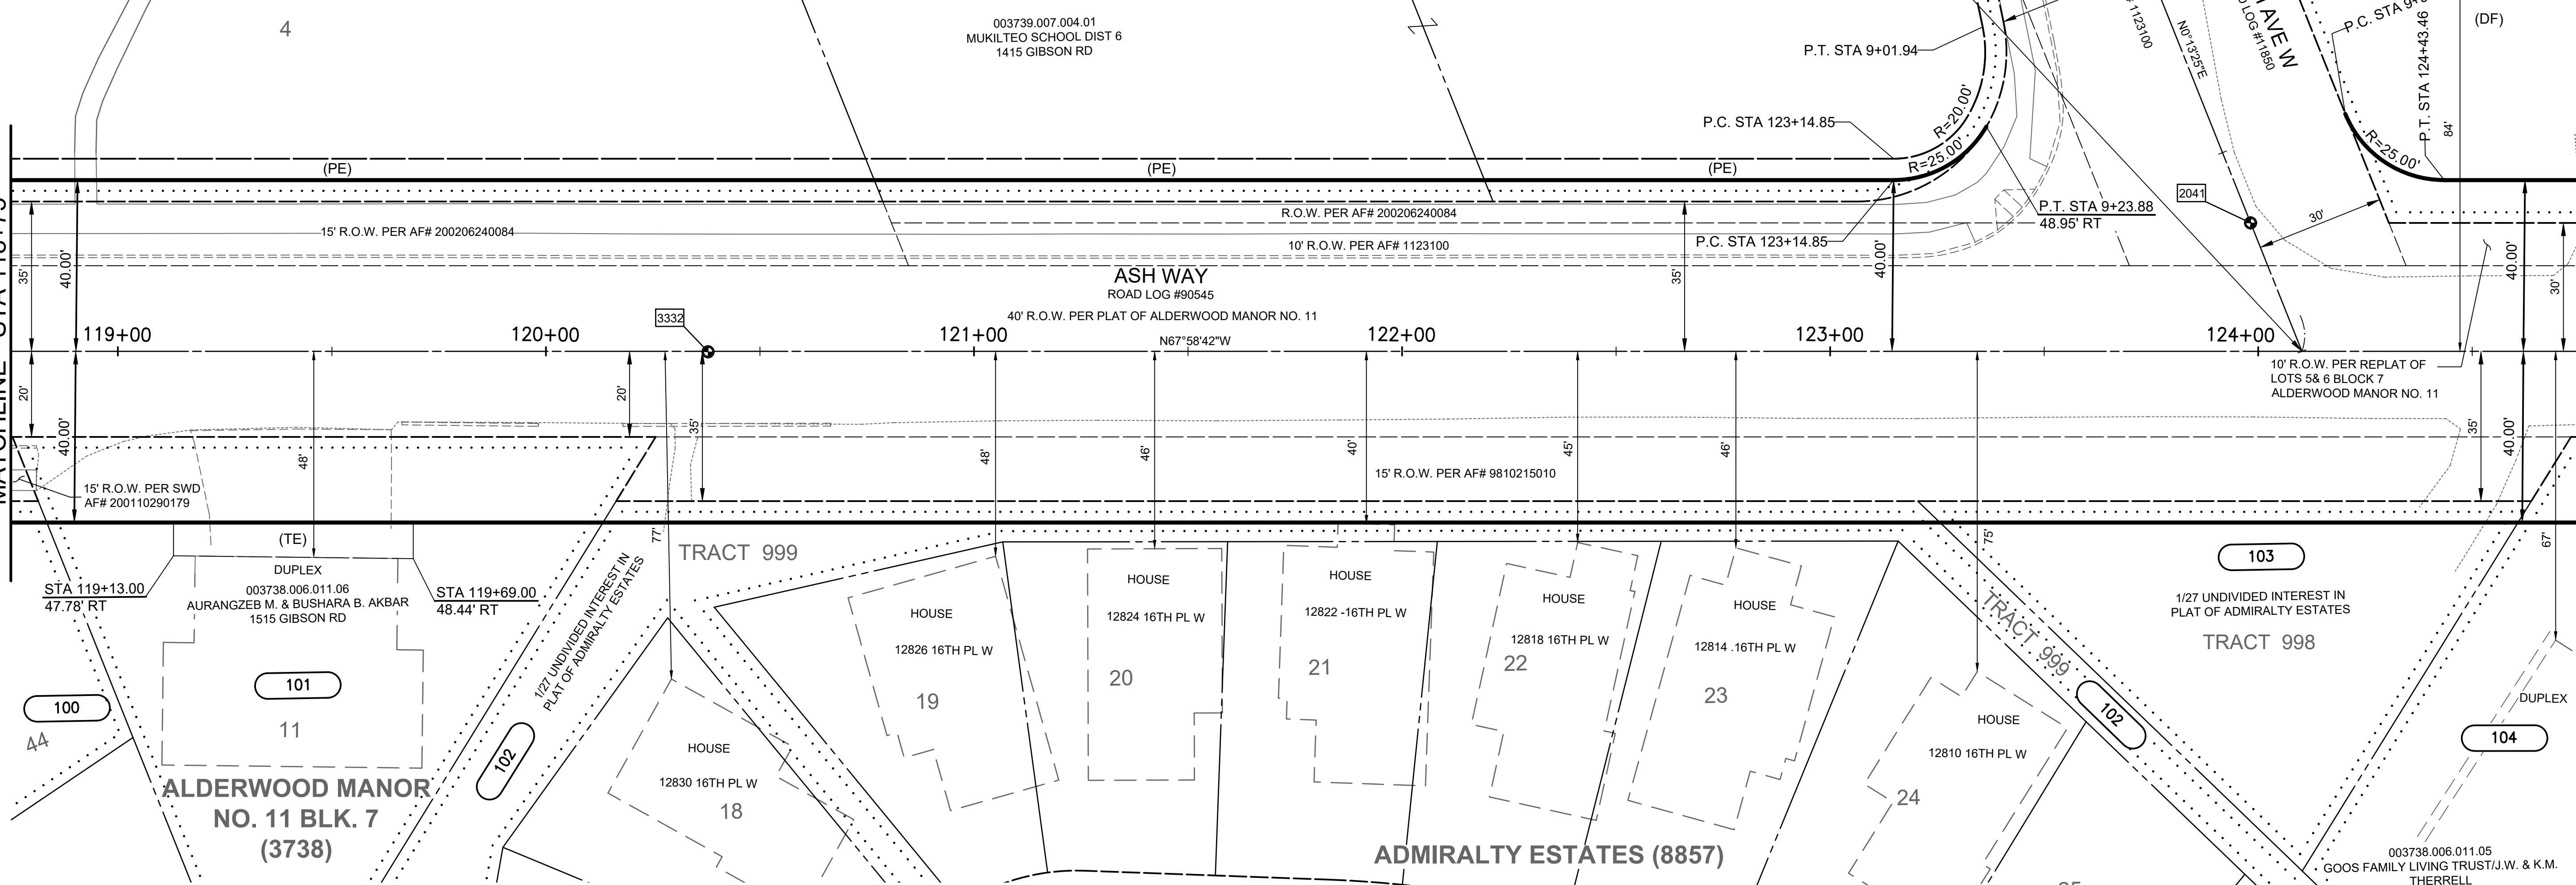 4
003739.007.004.01
MUKILTEO SCHOOL DIST 6
1415 GIBSON RD
P.T. STA 9+01.94
P.C. STA 123+14.85
R=20.00'
R=25.00'
1123100
N0°13'25"E
AVE W
LOG #11850
P.C. STA
P.T. STA 124+43.46
84'
(DF)
R=25.00'
(PE)
(PE)
(PE)
R.O.W. PER AF# 200206240084
15' R.O.W. PER AF# 200206240084
10' R.O.W. PER AF# 1123100
P.C. STA 123+14.85
P.T. STA 9+23.88
48.95' RT
2041
30'
35'
40.00'
35'
40.00'
40.00'
30'
ASH WAY
ROAD LOG #90545
40' R.O.W. PER PLAT OF ALDERWOOD MANOR NO. 11
N67°58'42"W
3332
119+00
120+00
121+00
122+00
123+00
124+00
10' R.O.W. PER REPLAT OF
LOTS 5& 6 BLOCK 7
ALDERWOOD MANOR NO. 11
20'
40.00'
48'
20'
35'
77'
48'
46'
40'
45'
46'
75'
35'
40.00'
67'
15' R.O.W. PER AF# 9810215010
15' R.O.W. PER SWD
AF# 200110290179
(TE)
DUPLEX
003738.006.011.06
AURANGZEB M. & BUSHARA B. AKBAR
1515 GIBSON RD
STA 119+13.00
47.78' RT
STA 119+69.00
48.44' RT
1/27 UNDIVIDED INTEREST IN
PLAT OF ADMIRALTY ESTATES
TRACT 999
HOUSE
12826 16TH PL W
19
HOUSE
12824 16TH PL W
20
HOUSE
12822 -16TH PL W
21
HOUSE
12818 16TH PL W
22
HOUSE
12814 .16TH PL W
23
HOUSE
12810 16TH PL W
24
HOUSE
12830 16TH PL W
18
TRACT 999
102
103
1/27 UNDIVIDED INTEREST IN
PLAT OF ADMIRALTY ESTATES
TRACT 998
DUPLEX
104
100
44
101
11
102
ALDERWOOD MANOR
NO. 11 BLK. 7
(3738)
ADMIRALTY ESTATES (8857)
003738.006.011.05
GOOS FAMILY LIVING TRUST/J.W. & K.M.
THERRELL